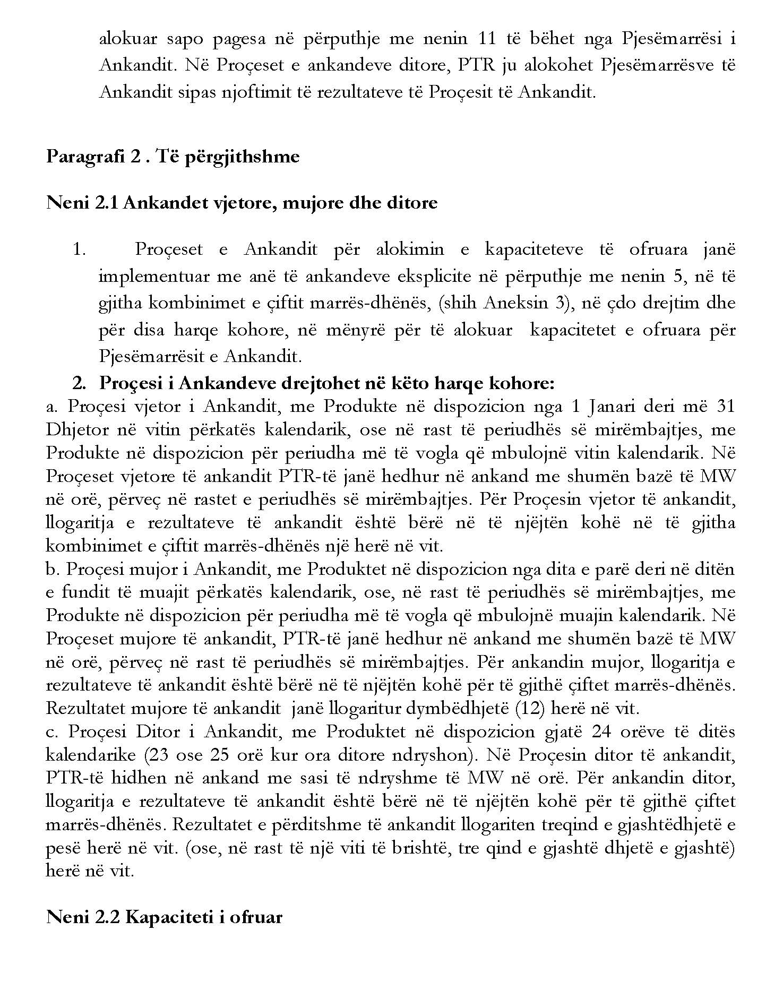 alokuar sapo pagesa në përputhje me nenin 11 të bëhet nga Pjesëmarrësi i
Ankandit. Në Proçeset e ankandeve ditore, PTR ju alokohet Pjesëmarrësve të
Ankandit sipas njoftimit të rezultateve të Proçesit të Ankandit.
Paragrafi 2 . Të përgjithshme
Neni 2.1 Ankandet vjetore, mujore dhe ditore
1. Proçeset e Ankandit për alokimin e kapaciteteve të ofruara janë
implementuar me anë të ankandeve eksplicite në përputhje me nenin 5, në të
gjitha kombinimet e çiftit marrës-dhënës, (shih Aneksin 3), në çdo drejtim dhe
për disa harqe kohore, në mënyrë për të alokuar  kapacitetet e ofruara për
Pjesëmarrësit e Ankandit.
2. Proçesi i Ankandeve drejtohet në këto harqe kohore:
a. Proçesi vjetor i Ankandit, me Produkte në dispozicion nga 1 Janari deri më 31
Dhjetor në vitin përkatës kalendarik, ose në rast të periudhës së mirëmbajtjes, me
Produkte në dispozicion për periudha më të vogla që mbulojnë vitin kalendarik. Në
Proçeset vjetore të ankandit PTR-të janë hedhur në ankand me shumën bazë të MW
në orë, përveç në rastet e periudhës së mirëmbajtjes. Për Proçesin vjetor të ankandit,
llogaritja e rezultateve të ankandit është bërë në të njëjtën kohë në të gjitha
kombinimet e çiftit marrës-dhënës një herë në vit.
b. Proçesi mujor i Ankandit, me Produktet në dispozicion nga dita e parë deri në ditën
e fundit të muajit përkatës kalendarik, ose, në rast të periudhës së mirëmbajtjes, me
Produkte në dispozicion për periudha më të vogla që mbulojnë muajin kalendarik. Në
Proçeset mujore të ankandit, PTR-të janë hedhur në ankand me shumën bazë të MW
në orë, përveç në rast të periudhës së mirëmbajtjes. Për ankandin mujor, llogaritja e
rezultateve të ankandit është bërë në të njëjtën kohë për të gjithë çiftet marrës-dhënës.
Rezultatet mujore të ankandit  janë llogaritur dymbëdhjetë (12) herë në vit.
c. Proçesi Ditor i Ankandit, me Produktet në dispozicion gjatë 24 orëve të ditës
kalendarike (23 ose 25 orë kur ora ditore ndryshon). Në Proçesin ditor të ankandit,
PTR-të hidhen në ankand me sasi të ndryshme të MW në orë. Për ankandin ditor,
llogaritja e rezultateve të ankandit është bërë në të njëjtën kohë për të gjithë çiftet
marrës-dhënës. Rezultatet e përditshme të ankandit llogariten treqind e gjashtëdhjetë e
pesë herë në vit. (ose, në rast të një viti të brishtë, tre qind e gjashtë dhjetë e gjashtë)
herë në vit.
Neni 2.2 Kapaciteti i ofruar